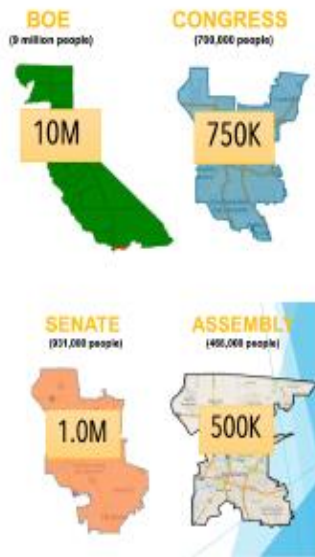 BOE
(9 million people)
10M
CONGRESS
(700,000 people)
750K
SENATE
(931,000 people)
1.0M
ASSEMBLY
(466,000 people)
500K